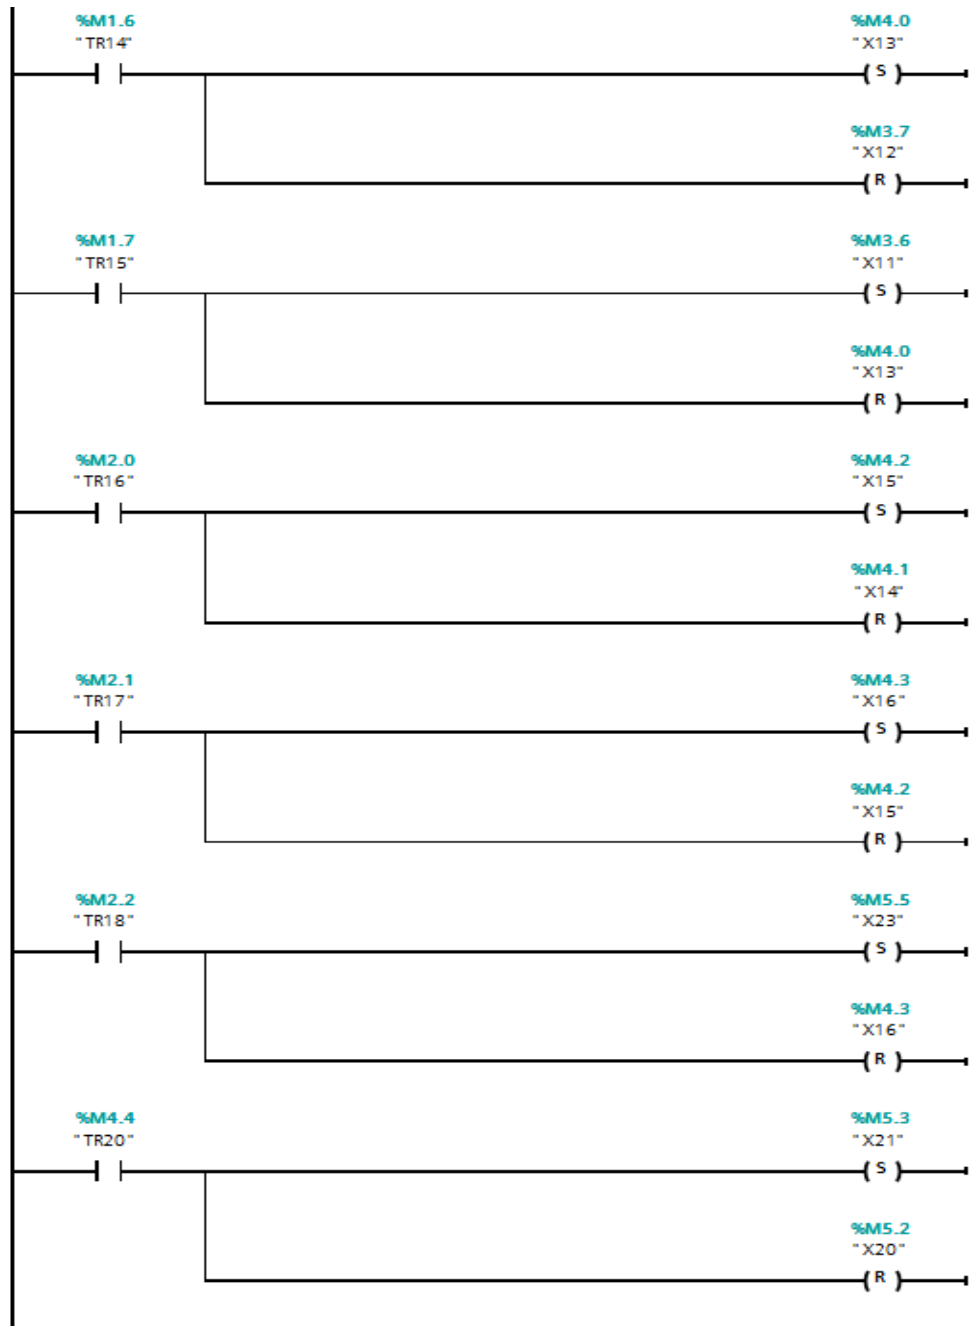 %M1.6 %M4.0
"TR14" "X13"
( S )
%M3.7
"X12"
( R )
%M1.7 %M3.6
"TR15" "X11"
( S )
%M4.0
"X13"
( R )
%M2.0 %M4.2
"TR16" "X15"
( S )
%M4.1
"X14"
( R )
%M2.1 %M4.3
"TR17" "X16"
( S )
%M4.2
"X15"
( R )
%M2.2 %M5.5
"TR18" "X23"
( S )
%M4.3
"X16"
( R )
%M4.4 %M5.3
"TR20" "X21"
( S )
%M5.2
"X20"
( R )